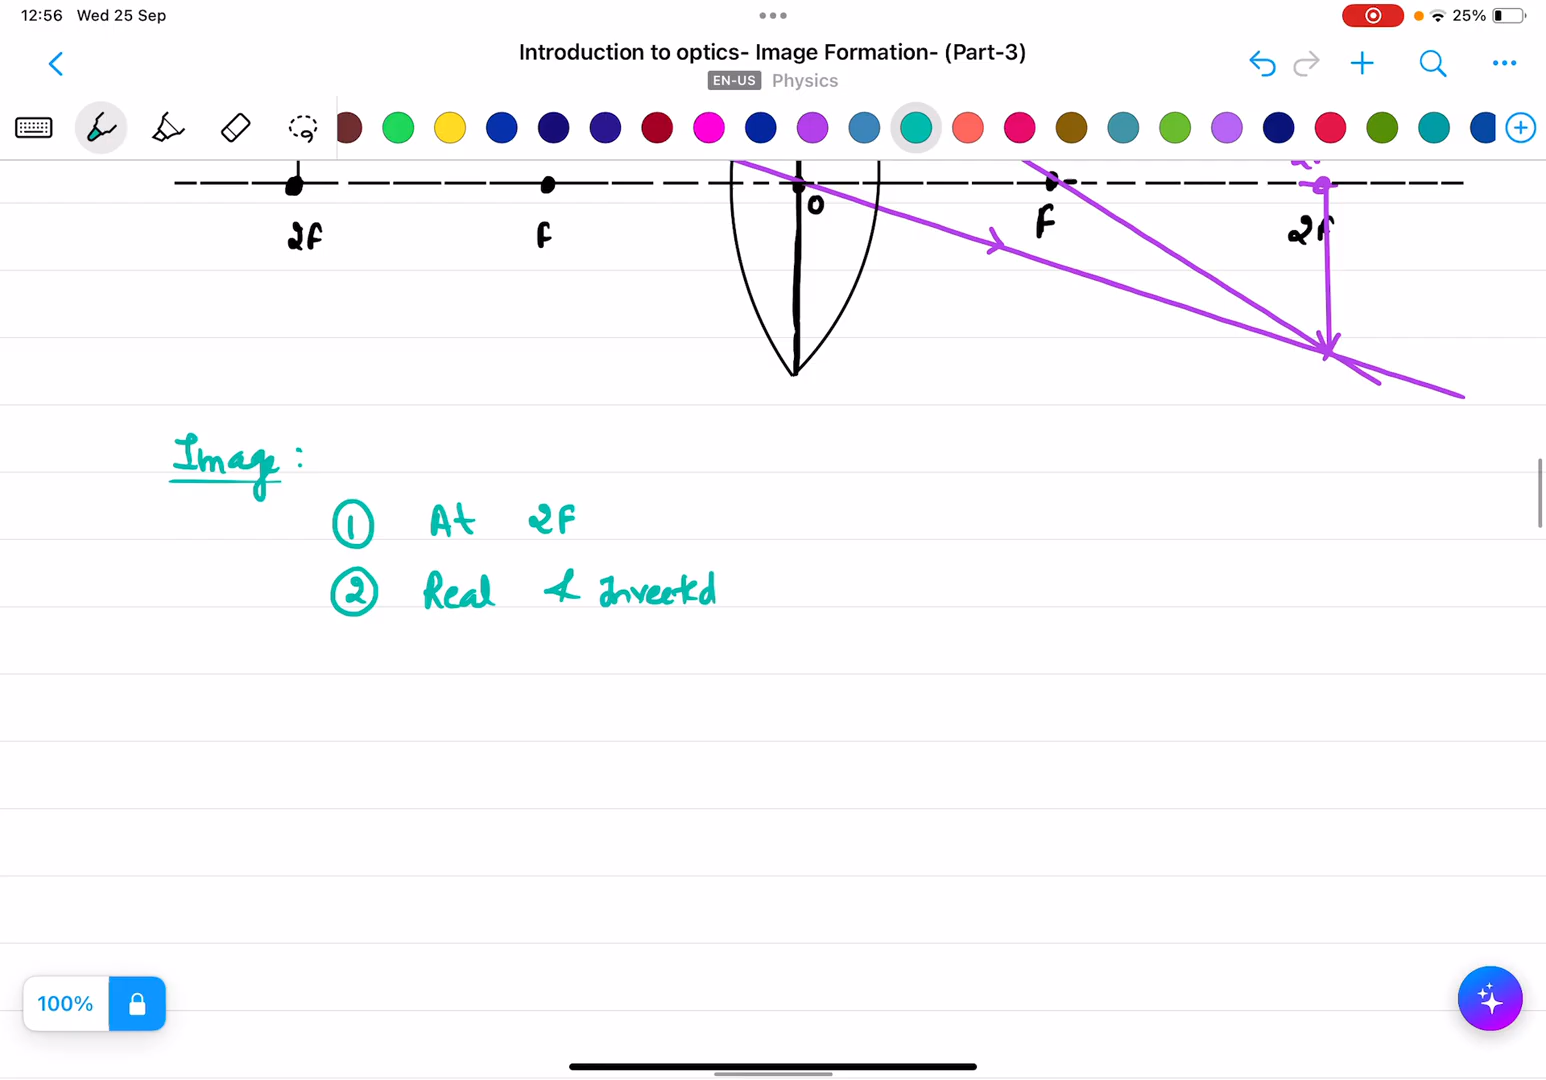 12:56 Wed 25 Sep
25%
Introduction to optics- Image Formation- (Part-3)
EN-US Physics
2F F O F 2F
Image :
① At 2F
② Real & Inverted
100%